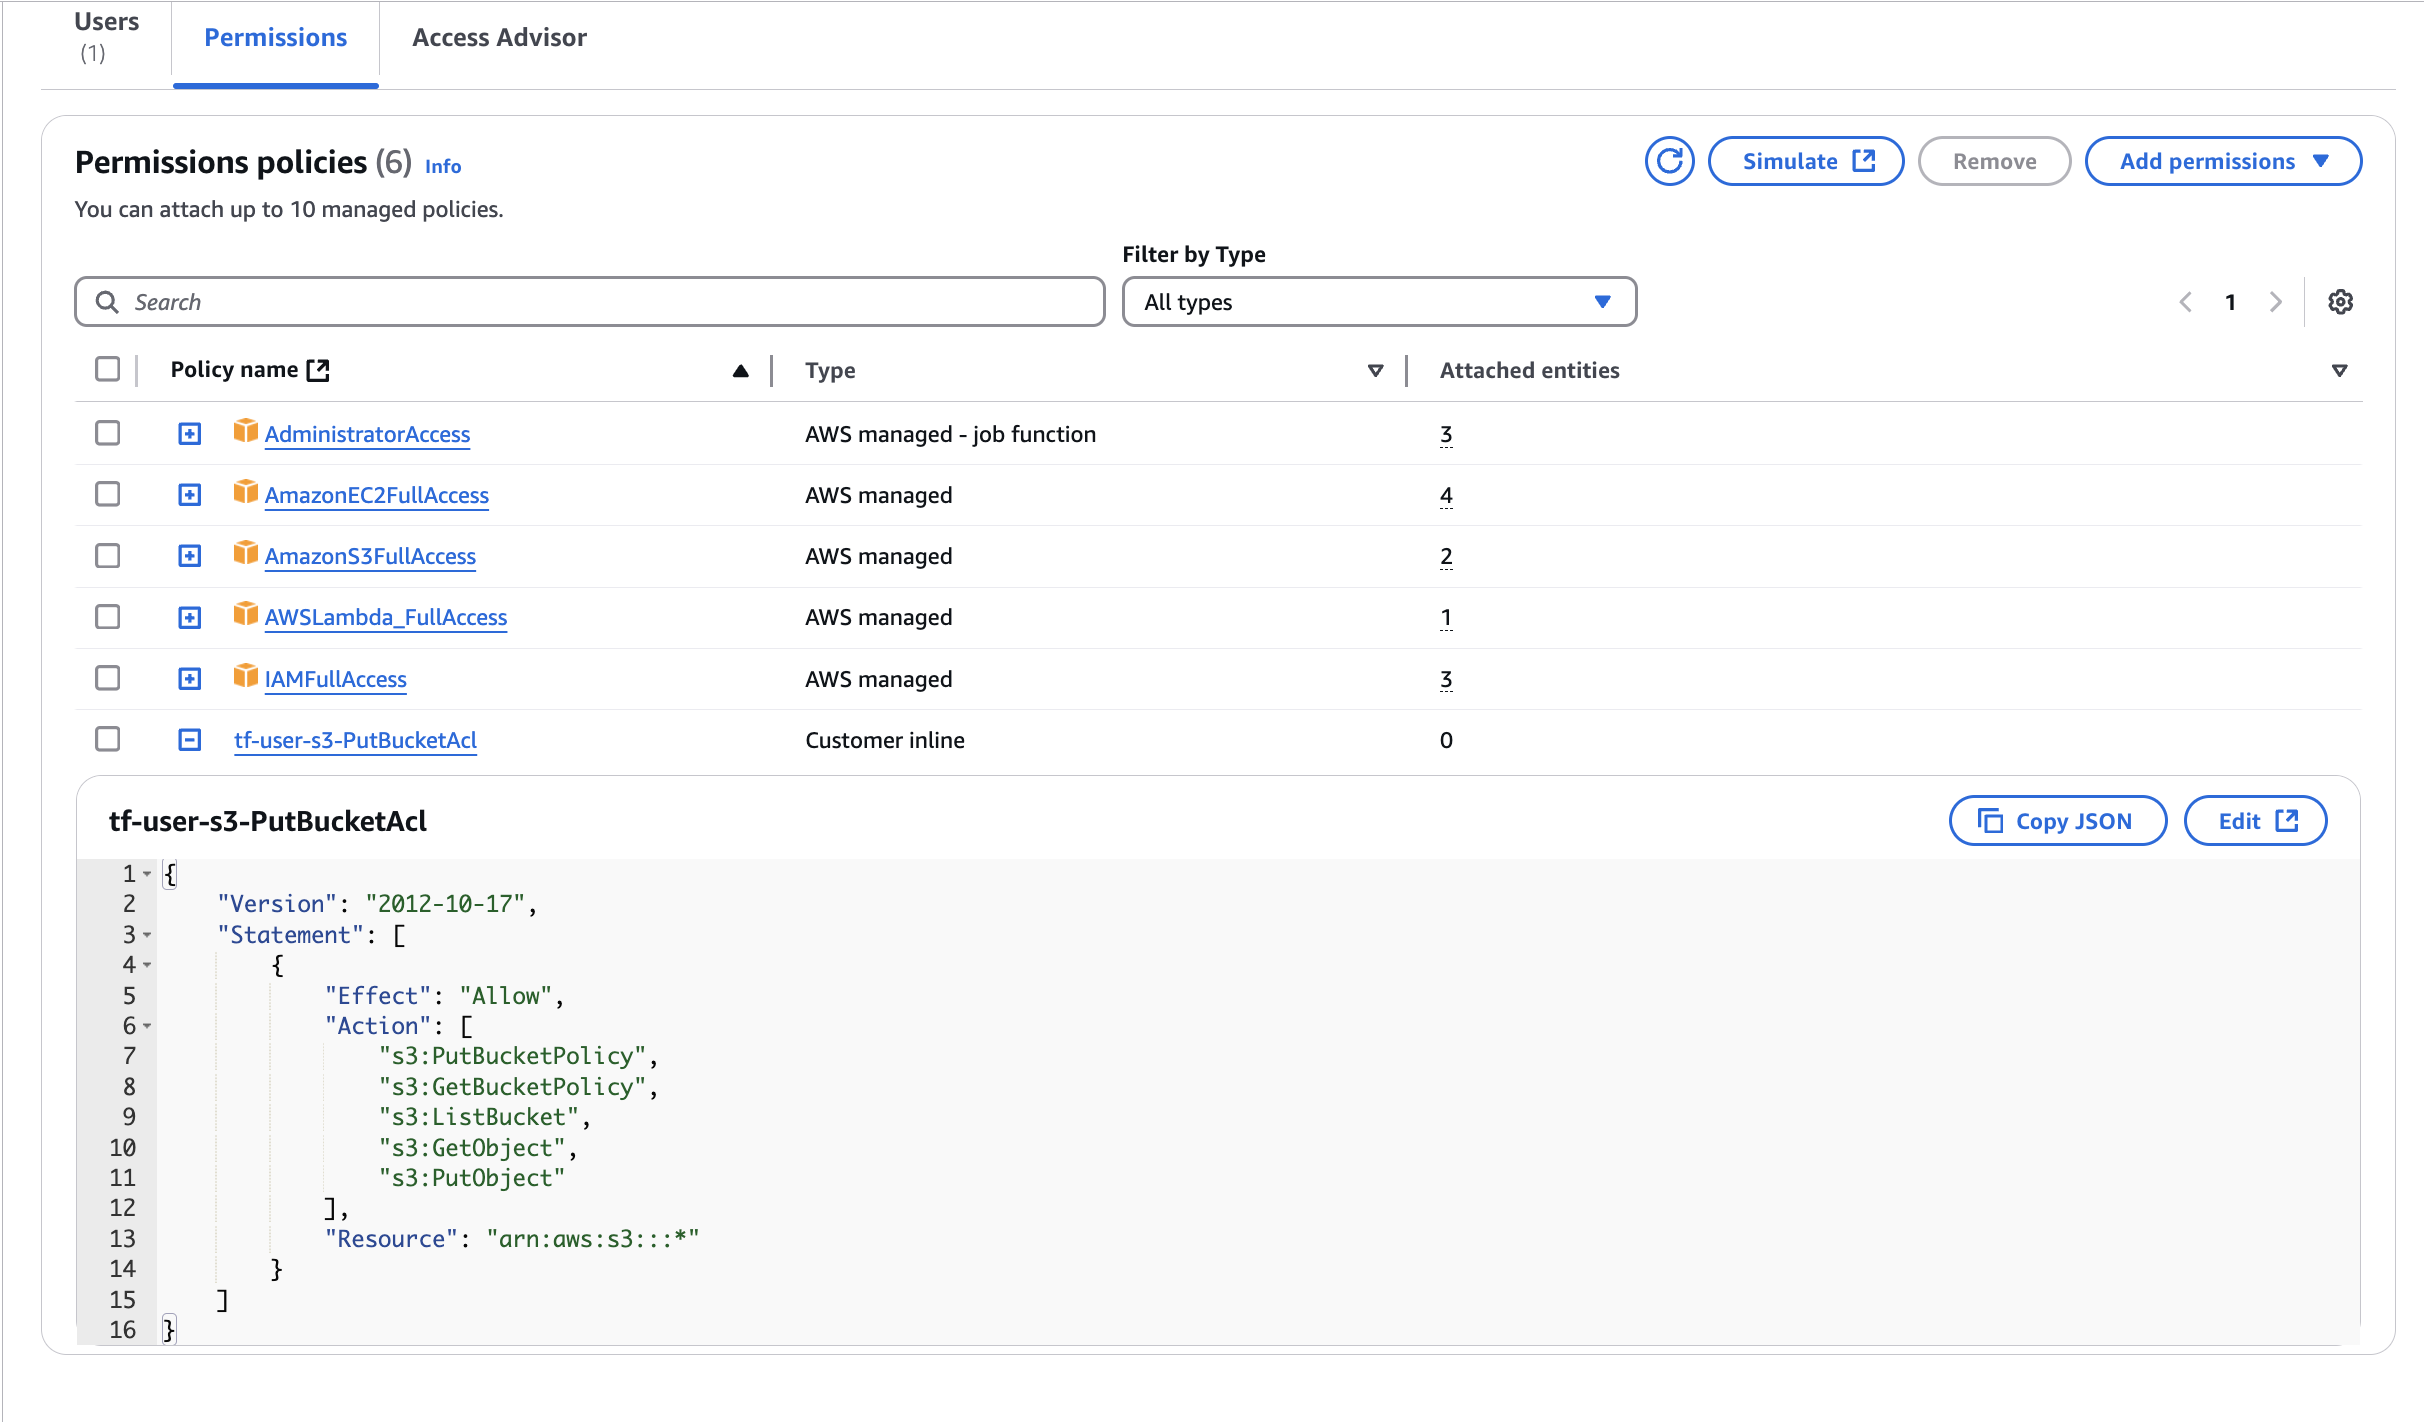 Users
(1)
Permissions
Access Advisor
Permissions policies (6) Info
Simulate
Remove
Add permissions
You can attach up to 10 managed policies.
Filter by Type
Search
All types
1
Policy name
Type
Attached entities
AdministratorAccess
AWS managed - job function
3
AmazonEC2FullAccess
AWS managed
4
AmazonS3FullAccess
AWS managed
2
AWSLambda_FullAccess
AWS managed
1
IAMFullAccess
AWS managed
3
tf-user-s3-PutBucketAcl
Customer inline
0
tf-user-s3-PutBucketAcl
Copy JSON
Edit
1 {
2     "Version": "2012-10-17",
3     "Statement": [
4         {
5             "Effect": "Allow",
6             "Action": [
7                 "s3:PutBucketPolicy",
8                 "s3:GetBucketPolicy",
9                 "s3:ListBucket",
10                 "s3:GetObject",
11                 "s3:PutObject"
12             ],
13             "Resource": "arn:aws:s3:::*"
14         }
15     ]
16 }